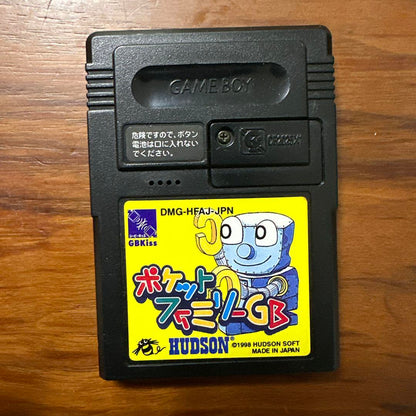 GAME BOY
危険ですので、ボタン
電池は口に入れない
でください。
DMG-HFAJ-JPN
GBKiss
ポケット
ファミリーGB
HUDSON®
©1998 HUDSON SOFT
MADE IN JAPAN